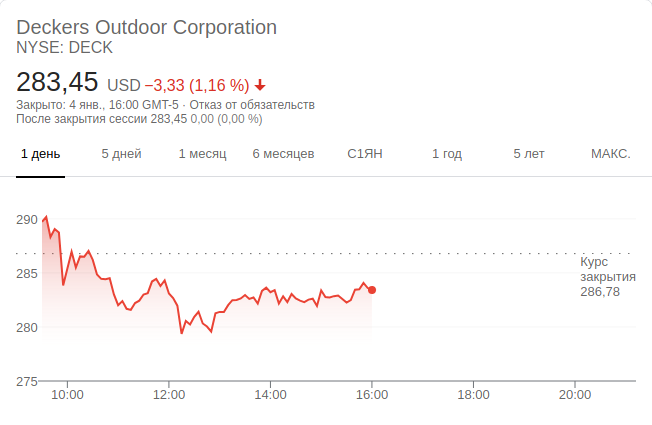 Deckers Outdoor Corporation
NYSE: DECK
283,45 USD −3,33 (1,16 %)
Закрыто: 4 янв., 16:00 GMT-5 · Отказ от обязательств
После закрытия сессии 283,45 0,00 (0,00 %)
1 день 5 дней 1 месяц 6 месяцев С1ЯН 1 год 5 лет МАКС.
290
Курс
285 закрытия
286,78
280
275
10:00 12:00 14:00 16:00 18:00 20:00